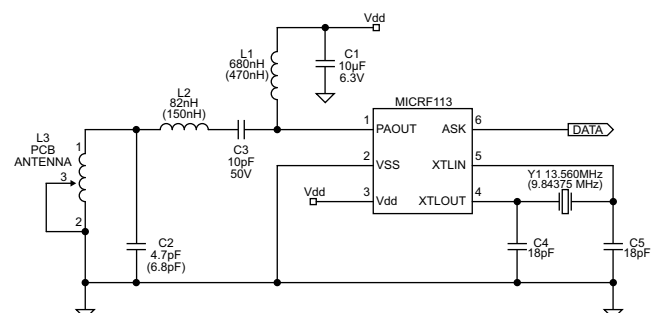 Vdd
L1
680nH
(470nH)
C1
10µF
6.3V
L2
82nH
(150nH)
MICRF113
L3
PCB
ANTENNA
1
3
2
C3
10pF
50V
1
PAOUT
ASK
6
DATA
2
VSS
XTLIN
5
Vdd
3
Vdd
XTLOUT
4
Y1 13.560MHz
(9.84375 MHz)
C2
4.7pF
(6.8pF)
C4
18pF
C5
18pF